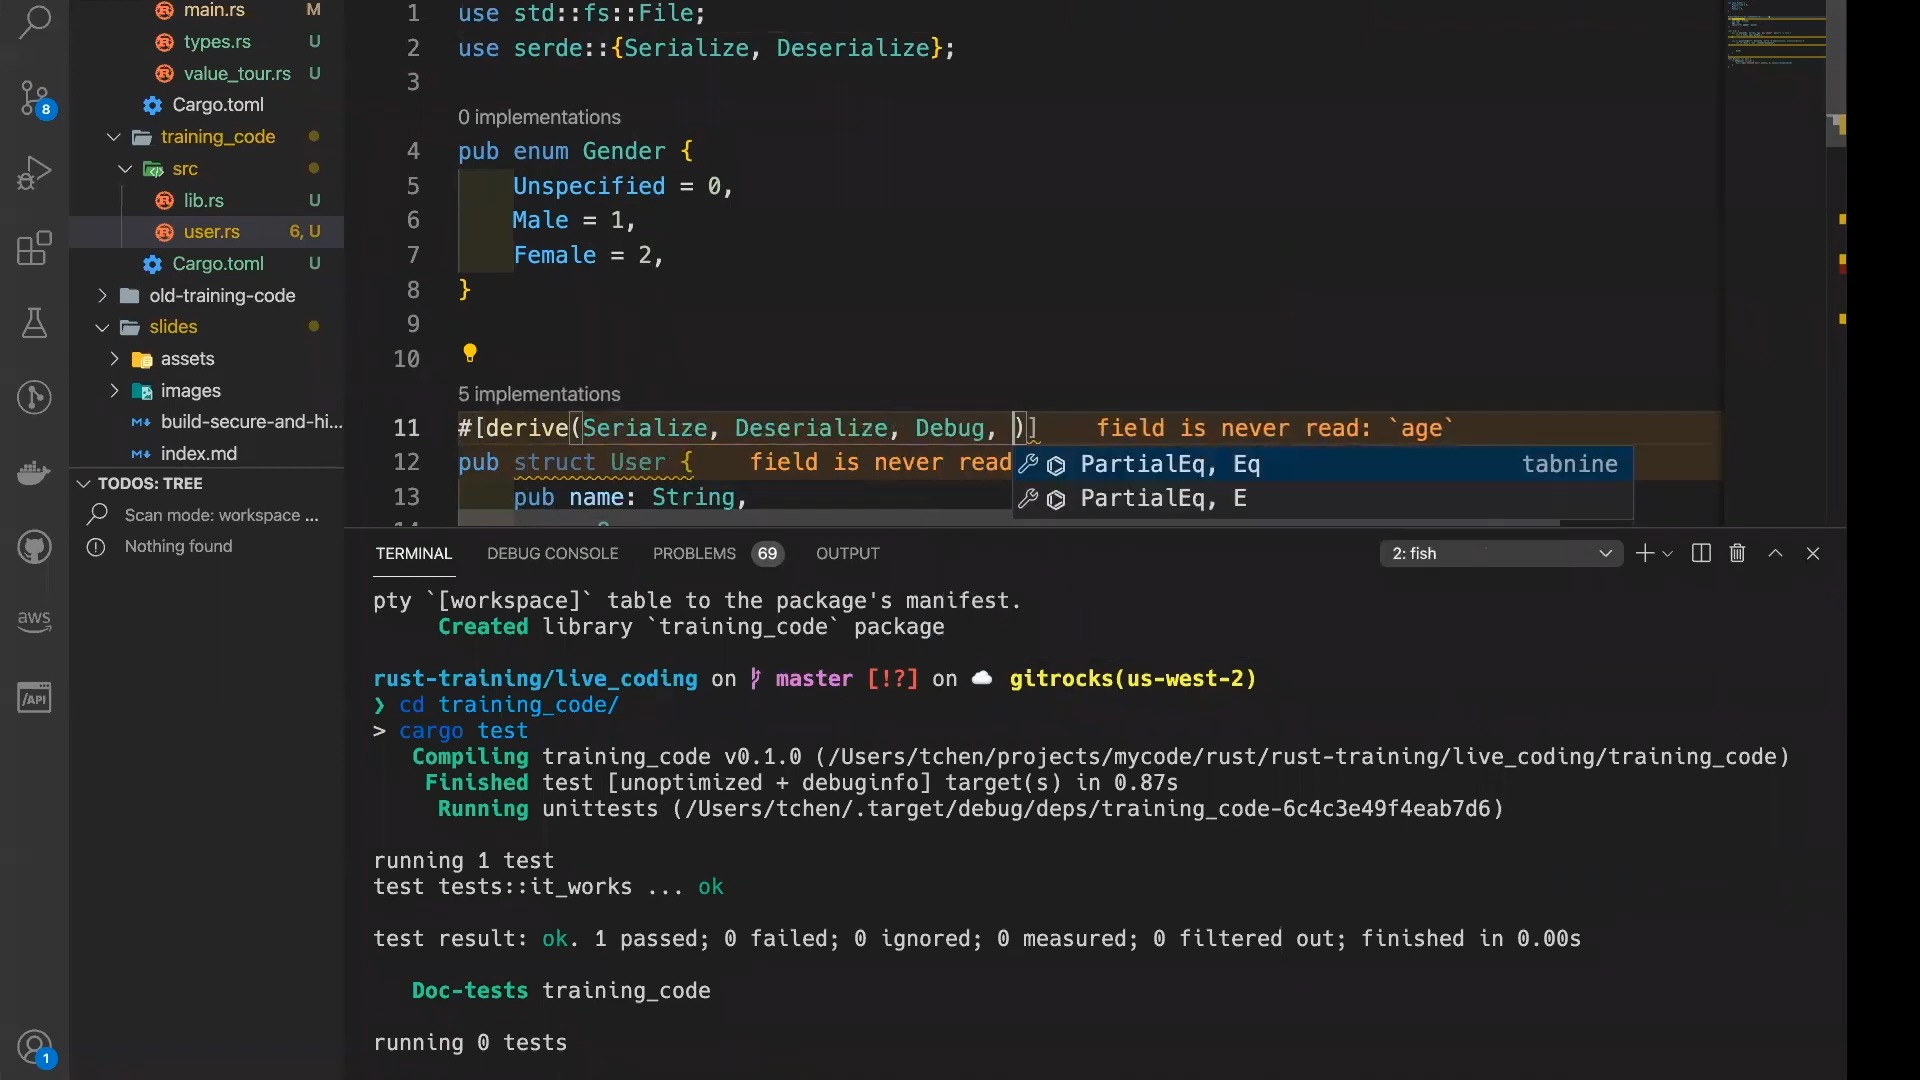 main.rs M
types.rs U
value_tour.rs U
Cargo.toml
training_code
src
lib.rs U
user.rs 6, U
Cargo.toml U
old-training-code
slides
assets
images
build-secure-and-hi...
index.md
TODOS: TREE
Scan mode: workspace ...
Nothing found
8
aws
/API
1
1 use std::fs::File;
2 use serde::{Serialize, Deserialize};
3
0 implementations
4 pub enum Gender {
5 Unspecified = 0,
6 Male = 1,
7 Female = 2,
8 }
9
10
5 implementations
11 #[derive(Serialize, Deserialize, Debug, )] field is never read: `age`
12 pub struct User { field is never read
13 pub name: String,
PartialEq, Eq tabnine
PartialEq, E
TERMINAL DEBUG CONSOLE PROBLEMS 69 OUTPUT 2: fish
pty `[workspace]` table to the package's manifest.
Created library `training_code` package
rust-training/live_coding on master [!?] on gitrocks(us-west-2)
❯ cd training_code/
> cargo test
Compiling training_code v0.1.0 (/Users/tchen/projects/mycode/rust/rust-training/live_coding/training_code)
Finished test [unoptimized + debuginfo] target(s) in 0.87s
Running unittests (/Users/tchen/.target/debug/deps/training_code-6c4c3e49f4eab7d6)
running 1 test
test tests::it_works ... ok
test result: ok. 1 passed; 0 failed; 0 ignored; 0 measured; 0 filtered out; finished in 0.00s
Doc-tests training_code
running 0 tests